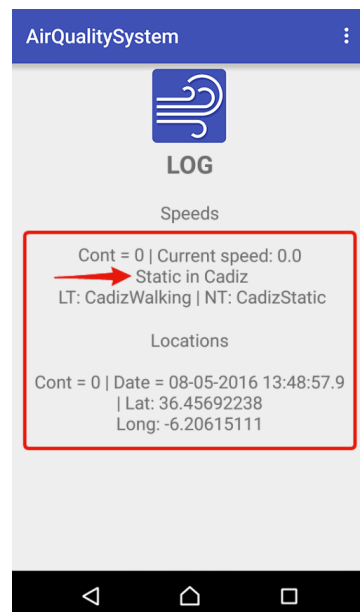 AirQualitySystem
LOG
Speeds
Cont = 0 | Current speed: 0.0
Static in Cadiz
LT: CadizWalking | NT: CadizStatic
Locations
Cont = 0 | Date = 08-05-2016 13:48:57.9
| Lat: 36.45692238
Long: -6.20615111